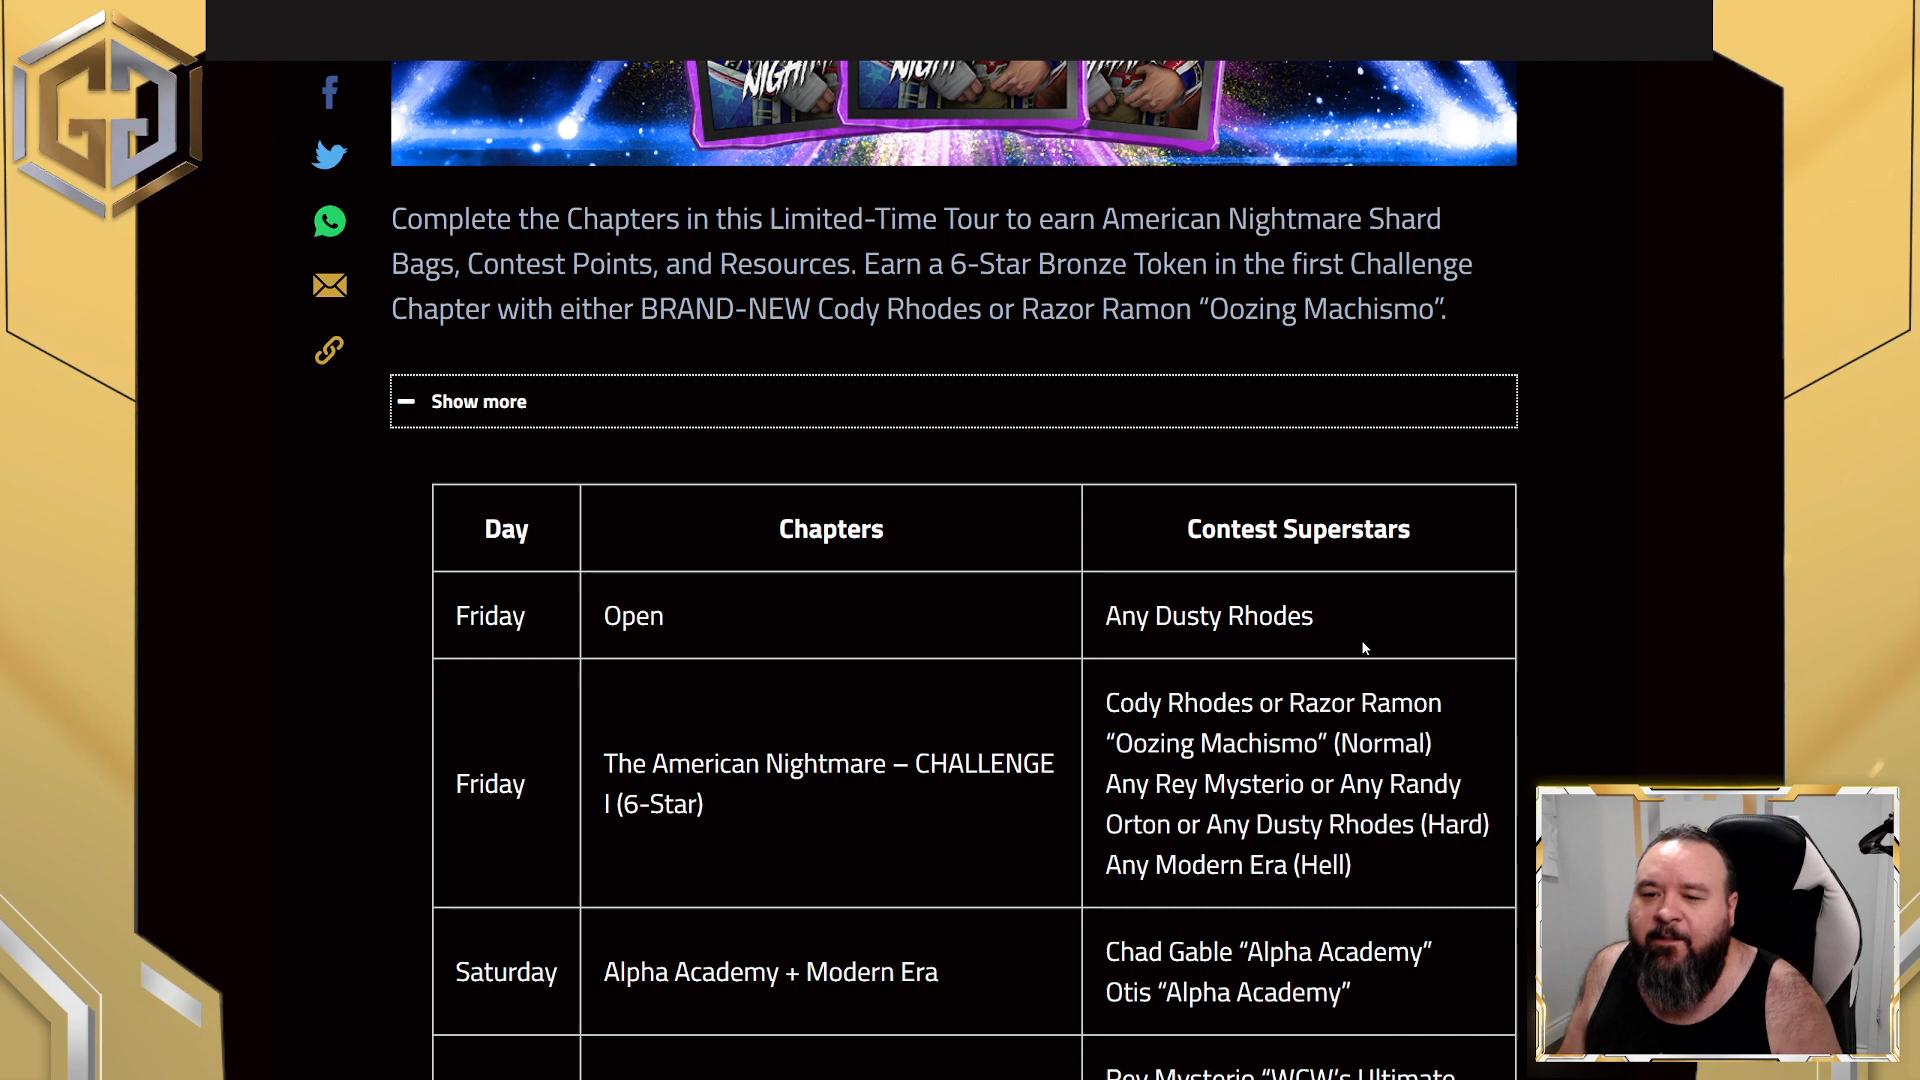 Complete the Chapters in this Limited-Time Tour to earn American Nightmare Shard
Bags, Contest Points, and Resources. Earn a 6-Star Bronze Token in the first Challenge
Chapter with either BRAND-NEW Cody Rhodes or Razor Ramon “Oozing Machismo”.
Show more
Day Chapters Contest Superstars
Friday Open Any Dusty Rhodes
Friday
The American Nightmare – CHALLENGE
I (6-Star)
Cody Rhodes or Razor Ramon
“Oozing Machismo” (Normal)
Any Rey Mysterio or Any Randy
Orton or Any Dusty Rhodes (Hard)
Any Modern Era (Hell)
Saturday
Alpha Academy + Modern Era
Chad Gable “Alpha Academy”
Otis “Alpha Academy”
Rey Mysterio “WCW's Ultimate